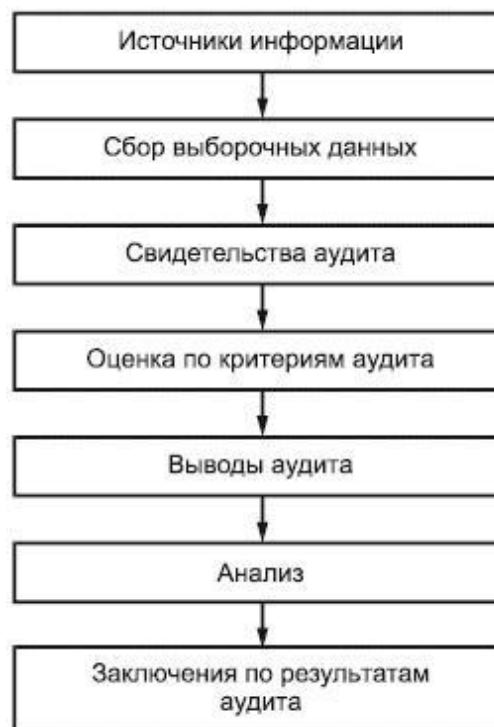 Источники информации
Сбор выборочных данных
Свидетельства аудита
Оценка по критериям аудита
Выводы аудита
Анализ
Заключения по результатам
аудита